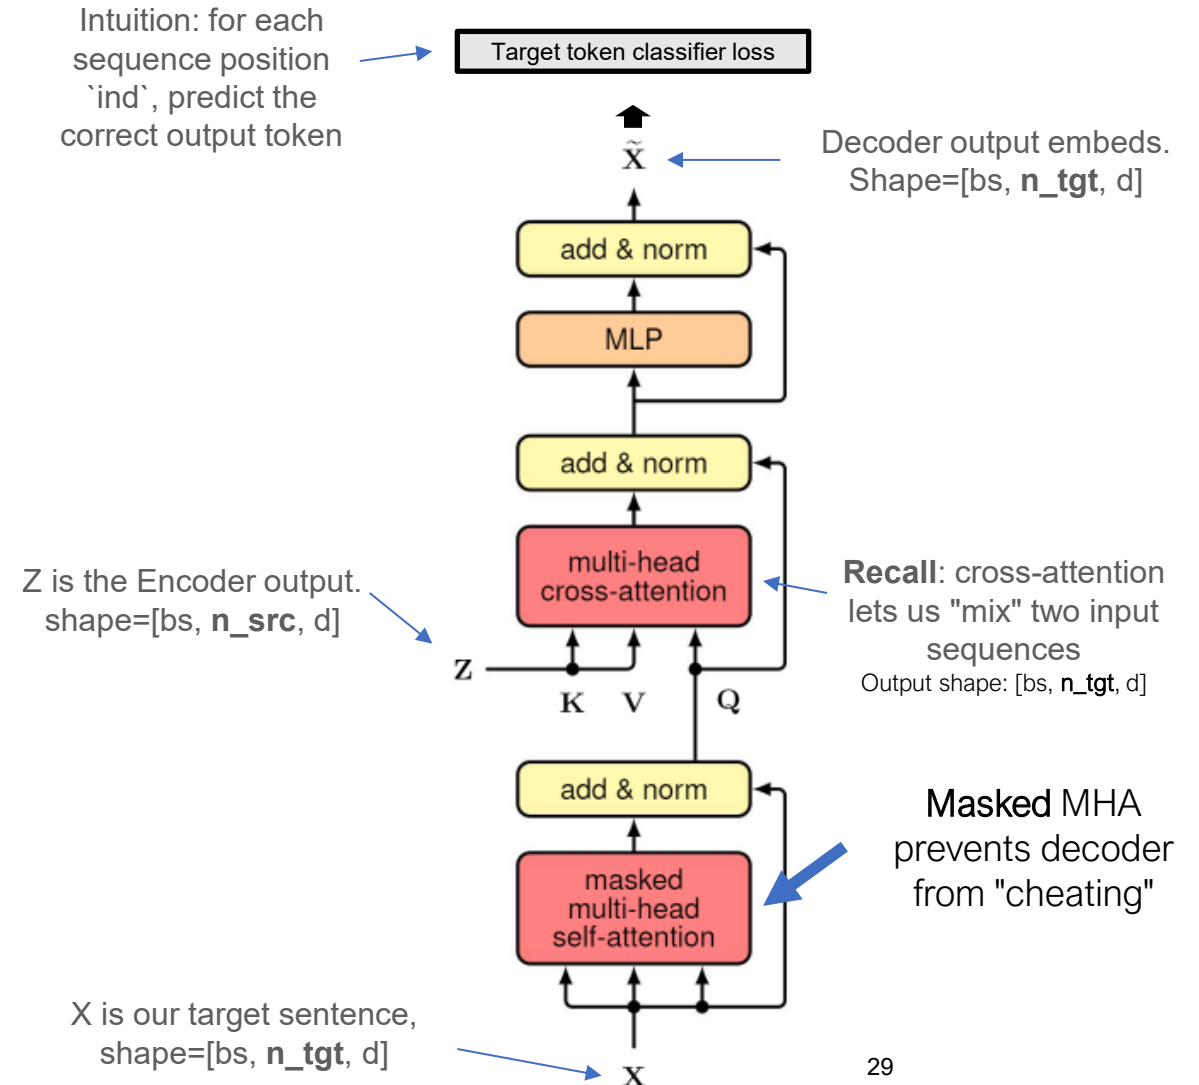 Intuition: for each
sequence position
`ind`, predict the
correct output token
Target token classifier loss
X̃
Decoder output embeds.
Shape=[bs, n_tgt, d]
add & norm
MLP
add & norm
multi-head
cross-attention
Z is the Encoder output.
shape=[bs, n_src, d]
Recall: cross-attention
lets us "mix" two input
sequences
Output shape: [bs, n_tgt, d]
Z
K V Q
add & norm
masked
multi-head
self-attention
Masked MHA
prevents decoder
from "cheating"
X is our target sentence,
shape=[bs, n_tgt, d]
X
29